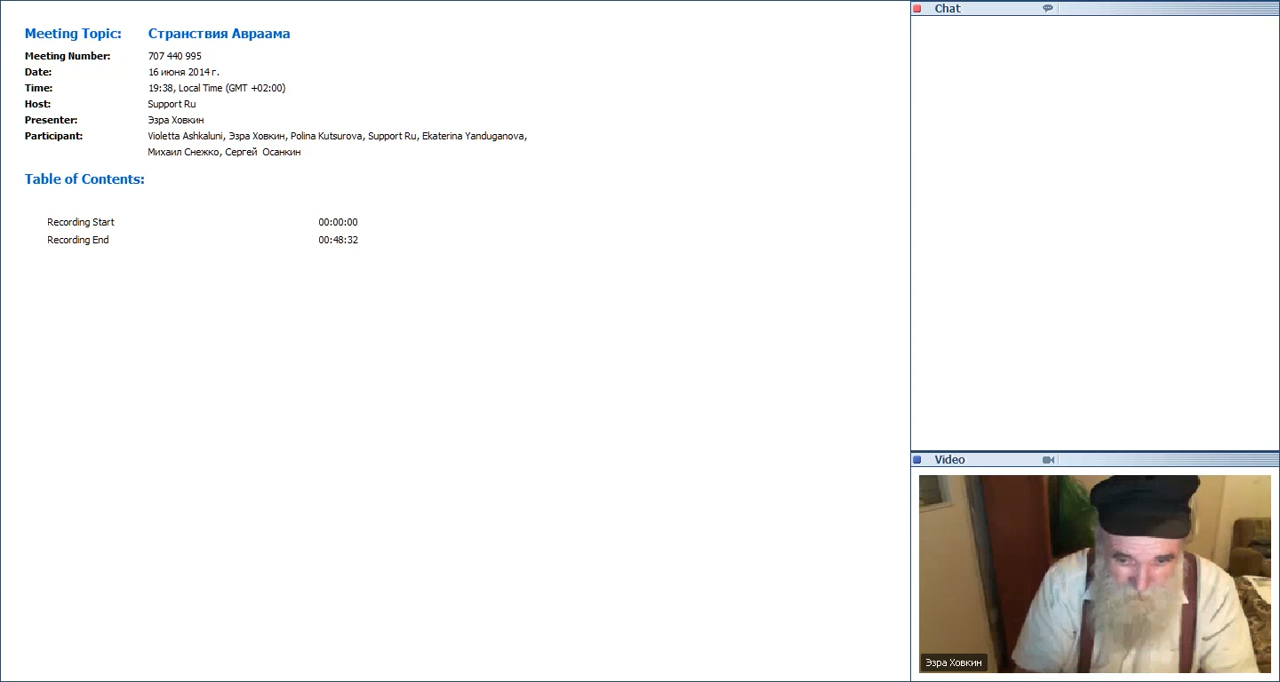 Meeting Topic: Странствия Авраама
Meeting Number: 707 440 995
Date: 16 июня 2014 г.
Time: 19:38, Local Time (GMT +02:00)
Host: Support Ru
Presenter: Эзра Ховкин
Participant: Violetta Ashkaluni, Эзра Ховкин, Polina Kutsurova, Support Ru, Ekaterina Yanduganova,
Михаил Снежко, Сергей Осанкин
Table of Contents:
Recording Start 00:00:00
Recording End 00:48:32
Chat
Video
Эзра Ховкин